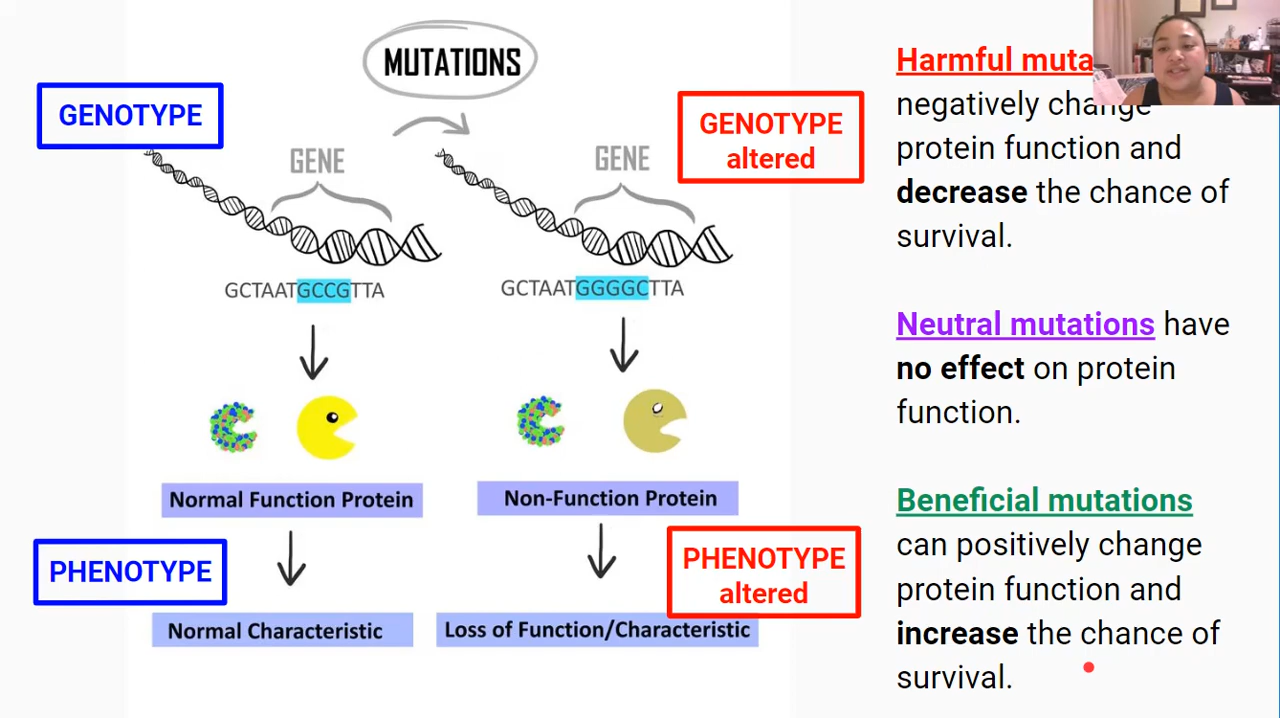 MUTATIONS
GENOTYPE
GENOTYPE
altered
GENE
GENE
GCTAATGCCGTTA
GCTAATGGGGCTTA
Normal Function Protein
Non-Function Protein
PHENOTYPE
PHENOTYPE
altered
Normal Characteristic
Loss of Function/Characteristic
Harmful muta
negatively change
protein function and
decrease the chance of
survival.
Neutral mutations have
no effect on protein
function.
Beneficial mutations
can positively change
protein function and
increase the chance of
survival.